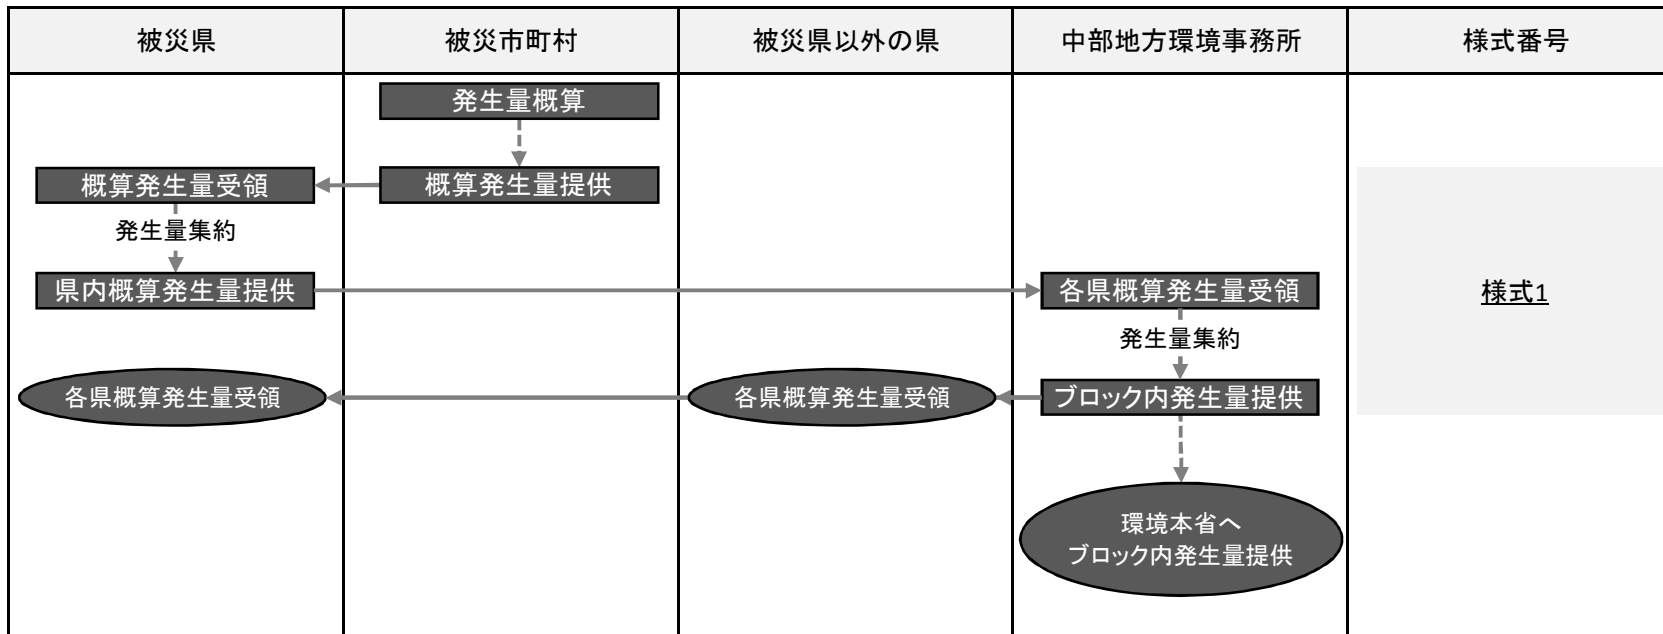 被災県
被災市町村
被災県以外の県
中部地方環境事務所
様式番号
発生量概算
概算発生量受領
概算発生量提供
発生量集約
県内概算発生量提供
各県概算発生量受領
様式1
発生量集約
各県概算発生量受領
各県概算発生量受領
ブロック内発生量提供
環境本省へ
ブロック内発生量提供